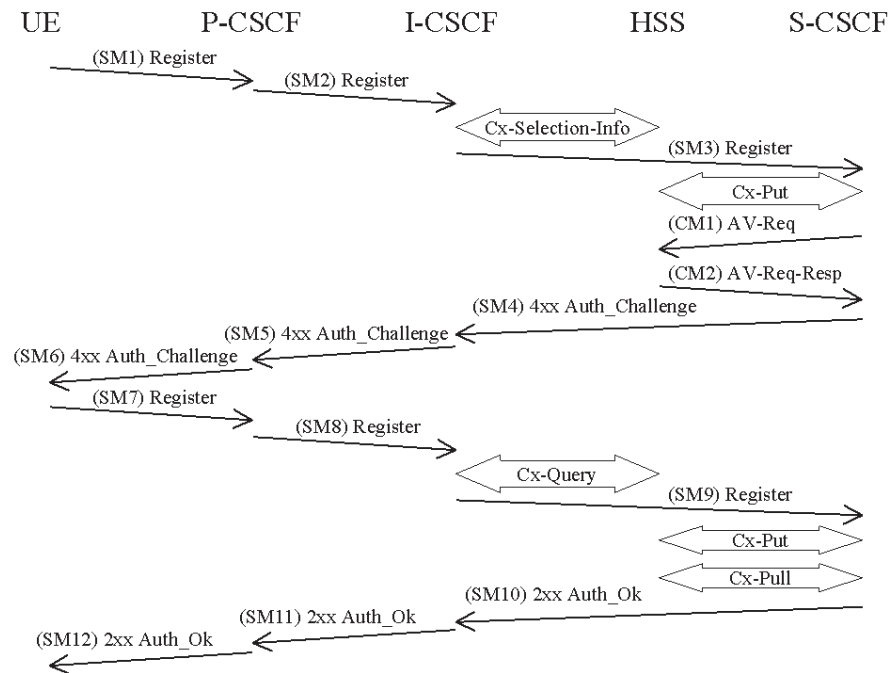 UE P-CSCF I-CSCF HSS S-CSCF
(SM1) Register
(SM2) Register
Cx-Selection-Info
(SM3) Register
Cx-Put
(CM1) AV-Req
(CM2) AV-Req-Resp
(SM4) 4xx Auth_Challenge
(SM5) 4xx Auth_Challenge
(SM6) 4xx Auth_Challenge
(SM7) Register
(SM8) Register
Cx-Query
(SM9) Register
Cx-Put
Cx-Pull
(SM10) 2xx Auth_Ok
(SM11) 2xx Auth_Ok
(SM12) 2xx Auth_Ok